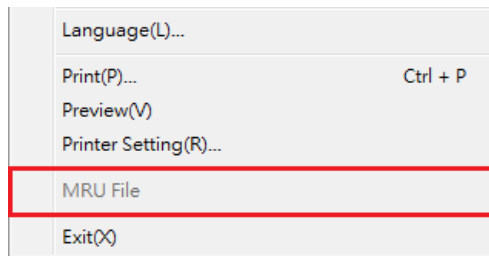 Language(L)...
Print(P)... Ctrl + P
Preview(V)
Printer Setting(R)...
MRU File
Exit(X)